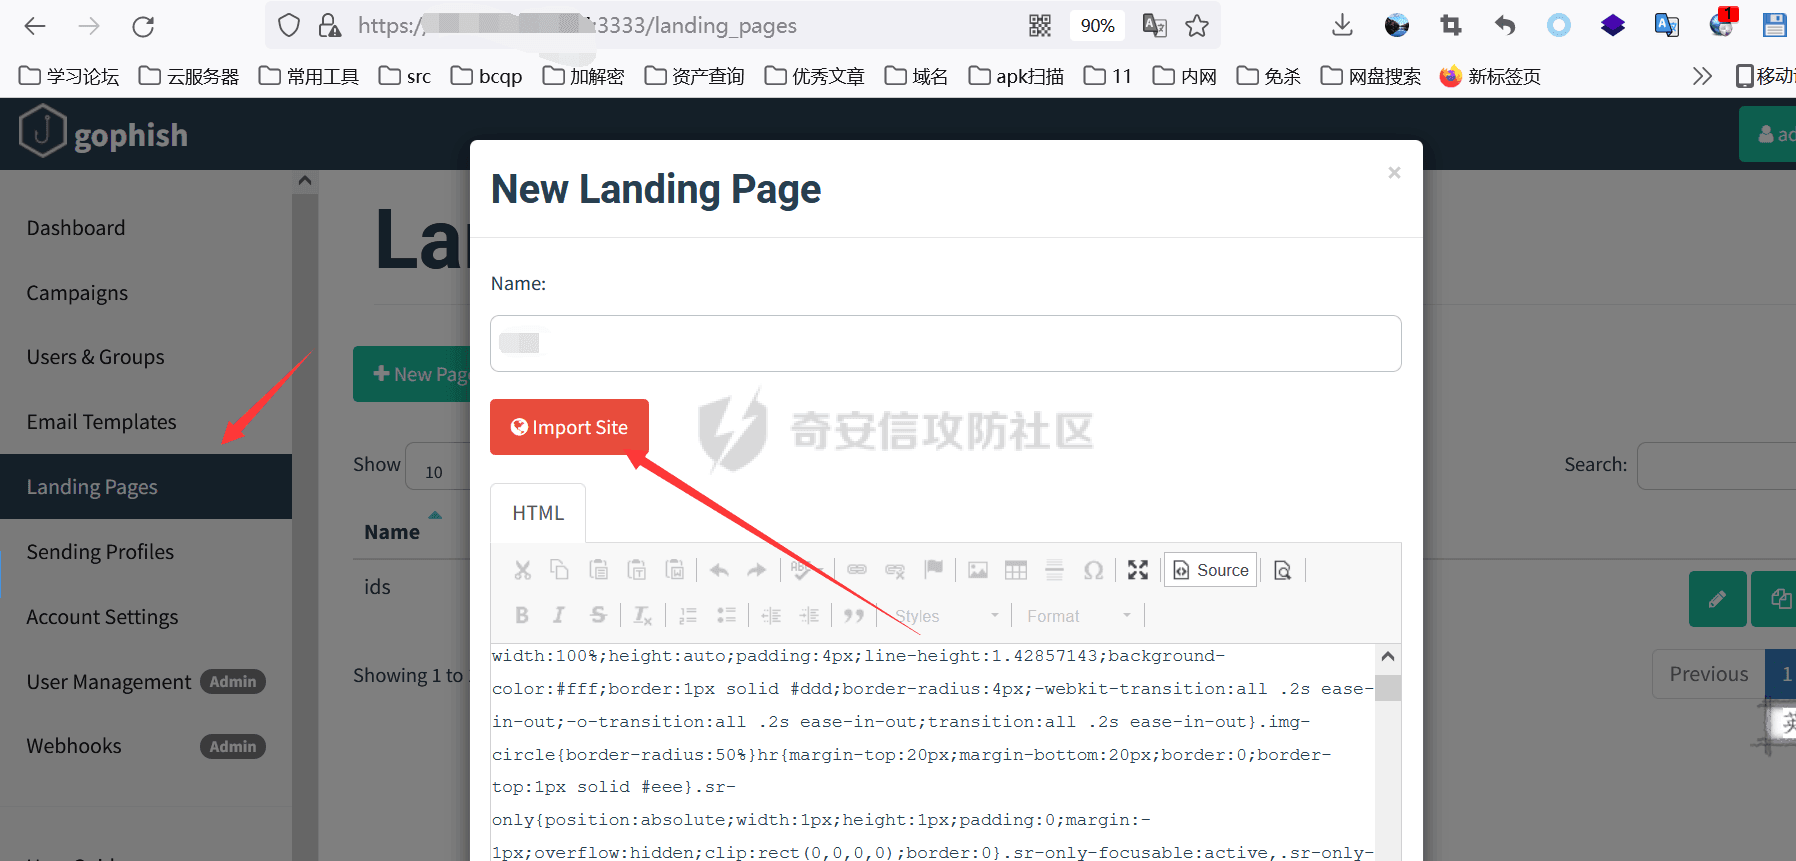 https:/ :3333/landing_pages
90%
1
学习论坛 云服务器 常用工具 src bcqp 加解密 资产查询 优秀文章 域名 apk扫描 11 内网 免杀 网盘搜索 新标签页 移动
gophish
ad
New Landing Page
×
Dashboard
Campaigns
Users & Groups
Email Templates
Landing Pages
Sending Profiles
Account Settings
User Management Admin
Webhooks Admin
La
New Page
Show 10
Search:
Name
ids
Showing 1 to
Previous 1
英
Name:
Import Site
奇安信攻防社区
HTML
Source
Styles
Format
width:100%;height:auto;padding:4px;line-height:1.42857143;background-
color:#fff;border:1px solid #ddd;border-radius:4px;-webkit-transition:all .2s ease-
in-out;-o-transition:all .2s ease-in-out;transition:all .2s ease-in-out}.img-
circle{border-radius:50%}hr{margin-top:20px;margin-bottom:20px;border:0;border-
top:1px solid #eee}.sr-
only{position:absolute;width:1px;height:1px;padding:0;margin:-
1px;overflow:hidden;clip:rect(0,0,0,0);border:0}.sr-only-focusable:active,.sr-only-